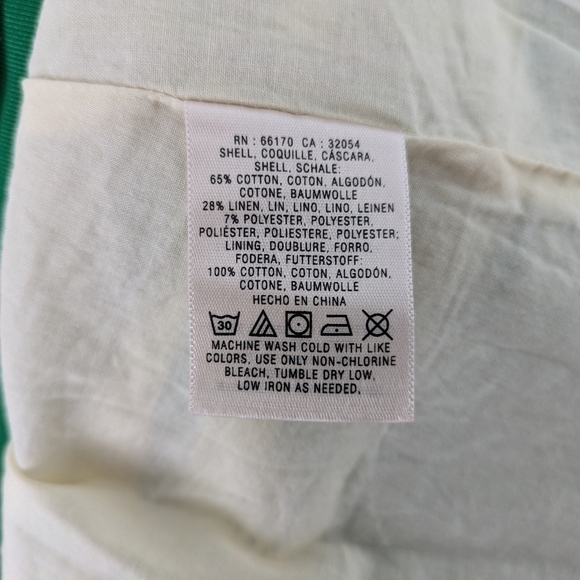 RN : 66170 CA : 32054
SHELL, COQUILLE, CÁSCARA,
SHELL, SCHALE:
65% COTTON, COTON, ALGODÓN,
COTONE, BAUMWOLLE
28% LINEN, LIN, LINO, LINO, LEINEN
7% POLYESTER, POLYESTER,
POLIÉSTER, POLIESTERE, POLYESTER;
LINING, DOUBLURE, FORRO,
FODERA, FUTTERSTOFF:
100% COTTON, COTON, ALGODÓN,
COTONE, BAUMWOLLE
HECHO EN CHINA
30
MACHINE WASH COLD WITH LIKE
COLORS, USE ONLY NON-CHLORINE
BLEACH, TUMBLE DRY LOW,
LOW IRON AS NEEDED,